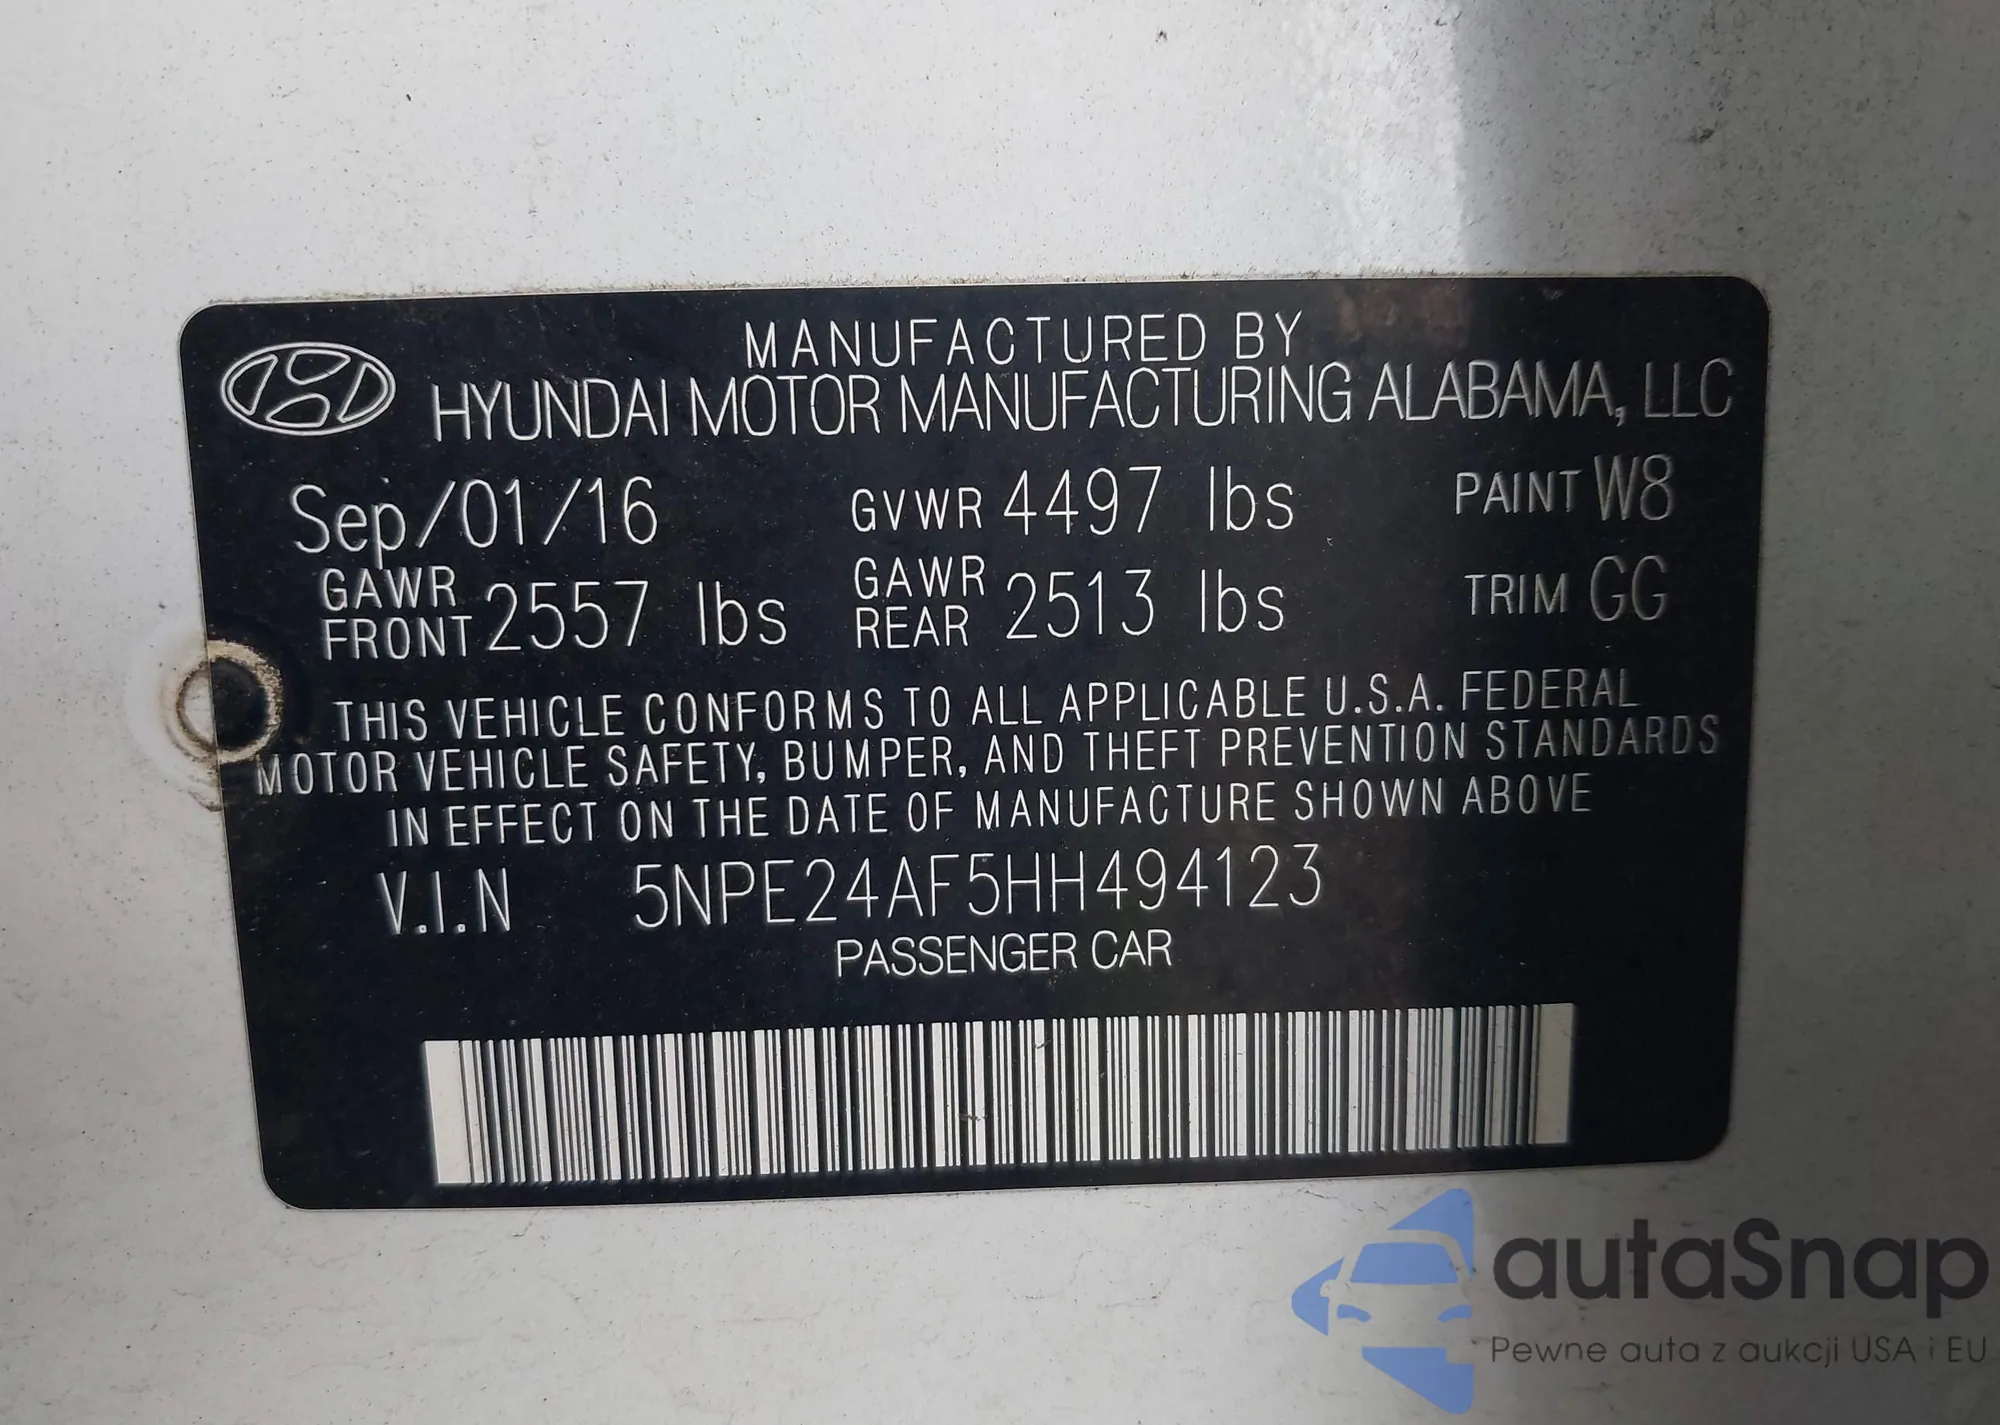 MANUFACTURED BY
HYUNDAI MOTOR MANUFACTURING ALABAMA, LLC
Sep/01/16 GVWR 4497 lbs PAINT W8
GAWR FRONT 2557 lbs GAWR REAR 2513 lbs TRIM GG
THIS VEHICLE CONFORMS TO ALL APPLICABLE U.S.A. FEDERAL
MOTOR VEHICLE SAFETY, BUMPER, AND THEFT PREVENTION STANDARDS
IN EFFECT ON THE DATE OF MANUFACTURE SHOWN ABOVE
V.I.N 5NPE24AF5HH494123
PASSENGER CAR
autaSnap
Pewne auta z aukcji USA i EU